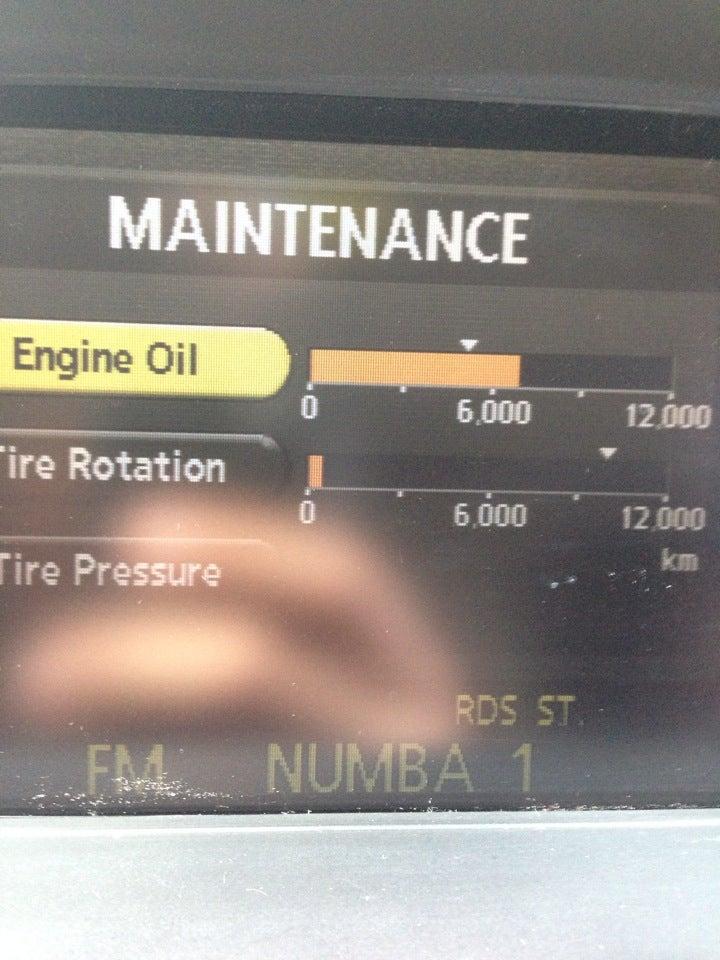 MAINTENANCE
Engine Oil
0 6,000 12,000
Tire Rotation
0 6,000 12,000
km
Tire Pressure
RDS ST.
FM NUMBA 1